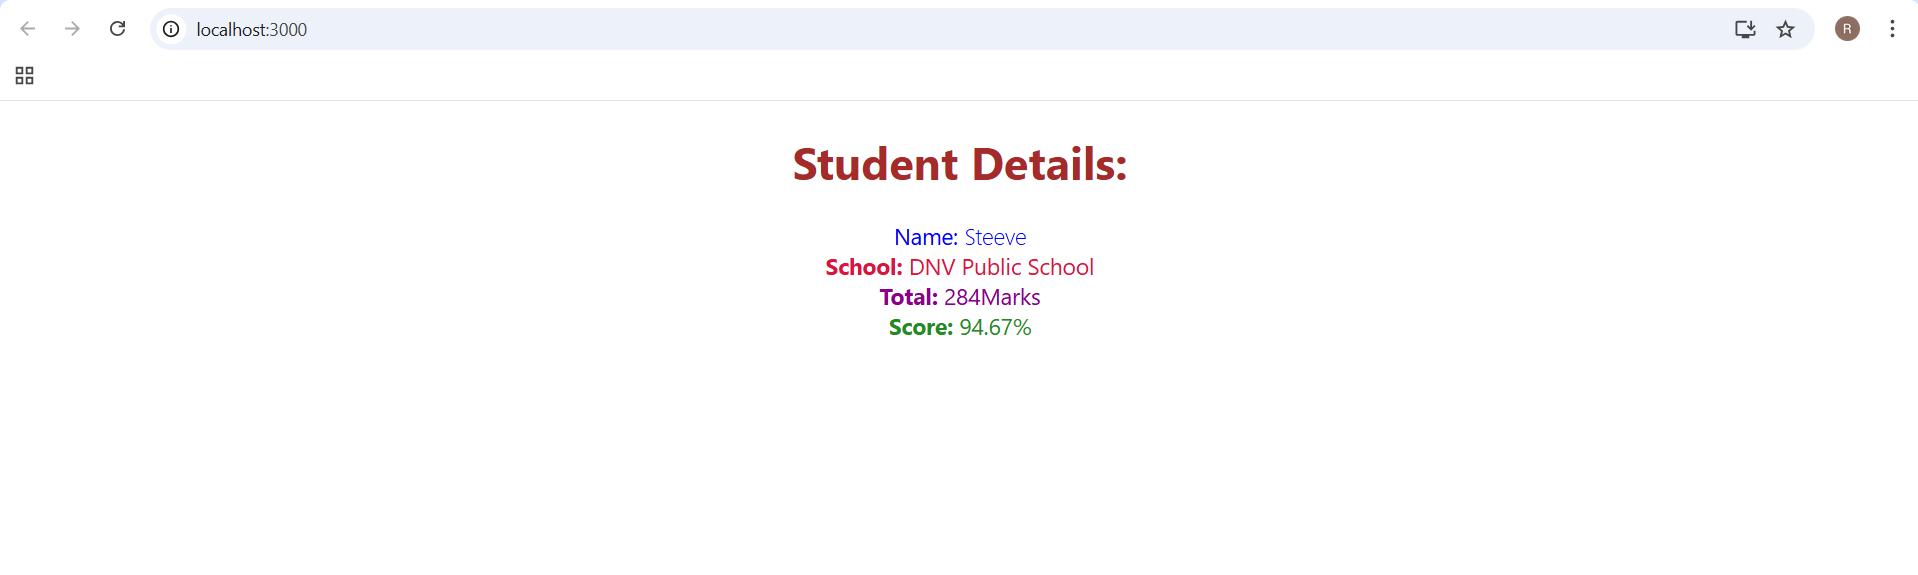 localhost:3000
R
Student Details:
Name: Steeve
School: DNV Public School
Total: 284Marks
Score: 94.67%